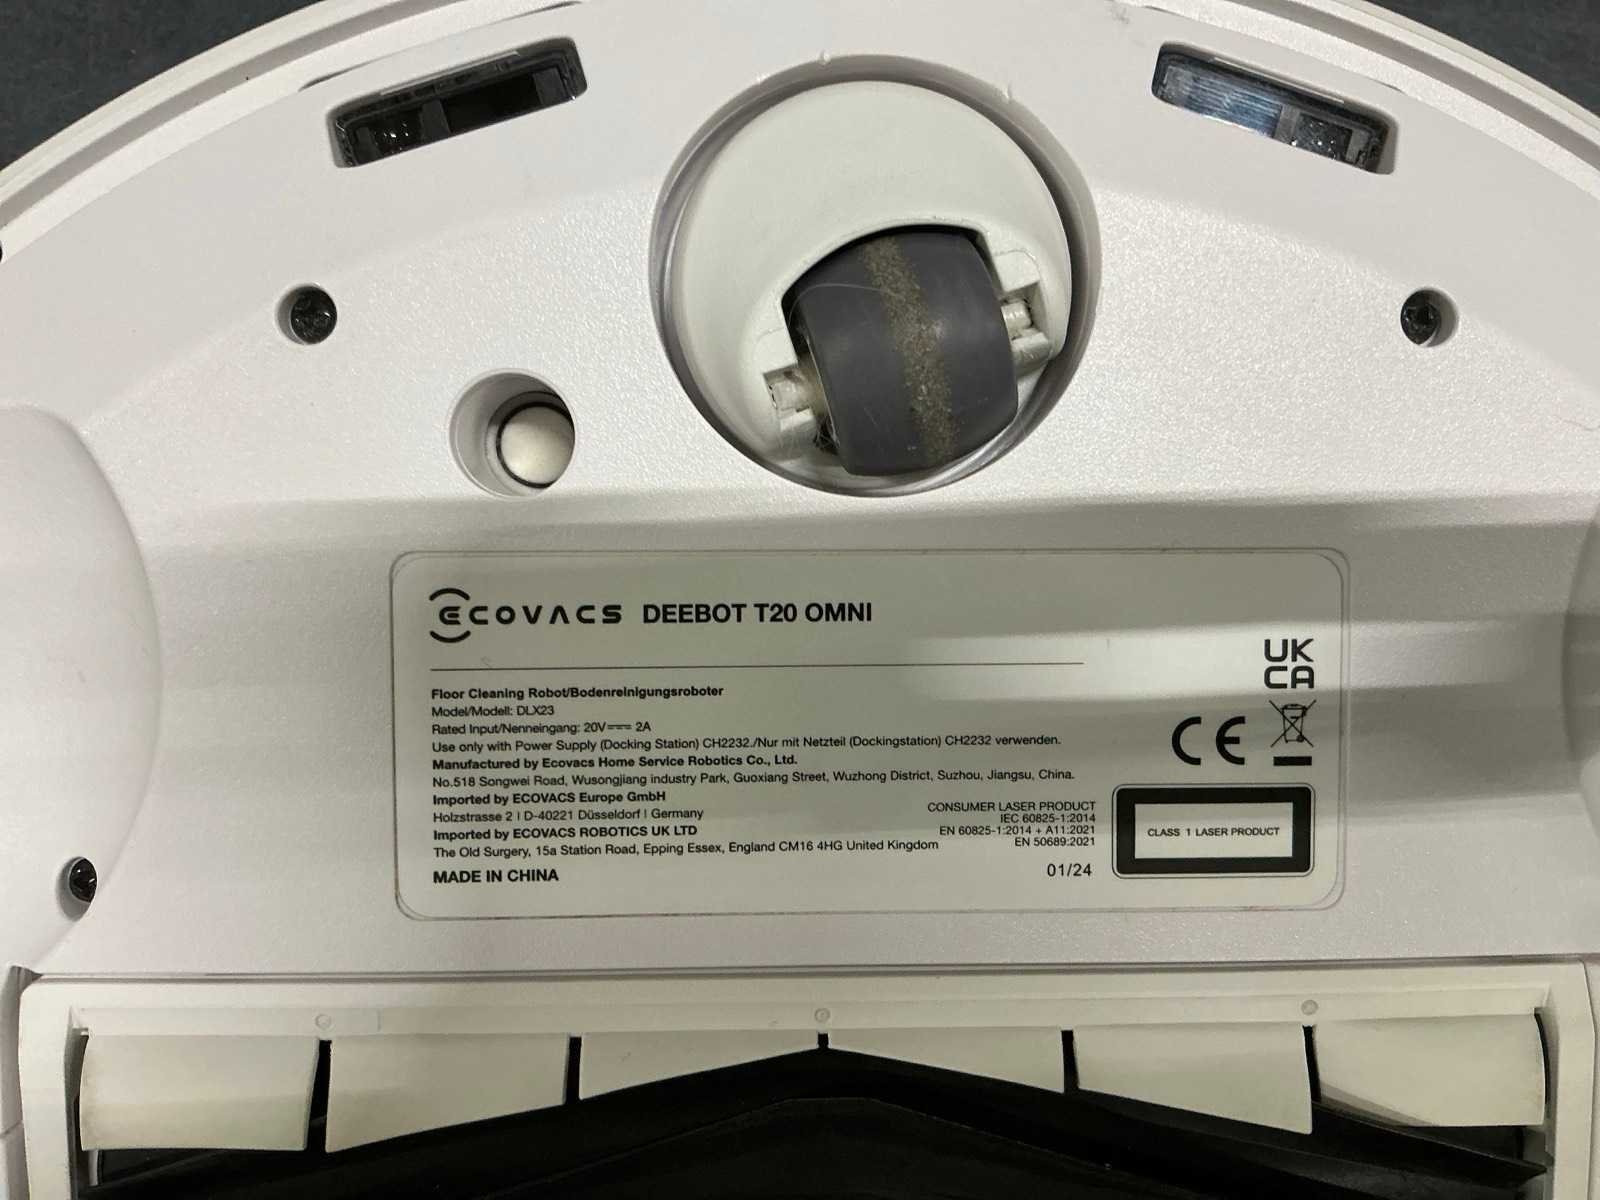 ECOVACS DEEBOT T20 OMNI
UK
CA
Floor Cleaning Robot/Bodenreinigungsroboter
Model/Modell: DLX23
Rated Input/Nenneingang: 20V⎓ 2A
Use only with Power Supply (Docking Station) CH2232./Nur mit Netzteil (Dockingstation) CH2232 verwenden.
CE
Manufactured by Ecovacs Home Service Robotics Co., Ltd.
No.518 Songwei Road, Wusongjiang industry Park, Guoxiang Street, Wuzhong District, Suzhou, Jiangsu, China.
Imported by ECOVACS Europe GmbH
Holzstrasse 2 I D-40221 Düsseldorf I Germany
Imported by ECOVACS ROBOTICS UK LTD
The Old Surgery, 15a Station Road, Epping Essex, England CM16 4HG United Kingdom
MADE IN CHINA
CONSUMER LASER PRODUCT
IEC 60825-1:2014
EN 60825-1:2014 + A11:2021
EN 50689:2021
01/24
CLASS 1 LASER PRODUCT